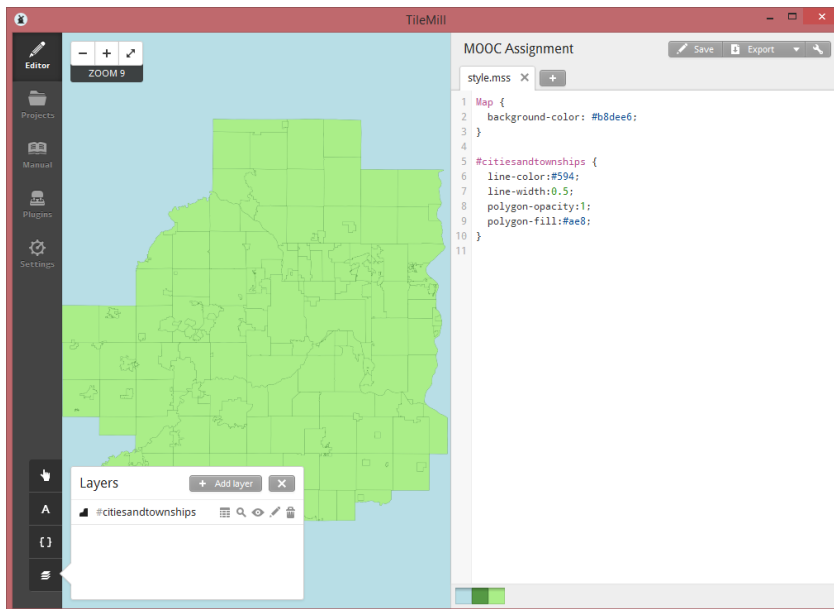 TileMill
Editor
Projects
Manual
Plugins
Settings
ZOOM 9
A
{}
Layers
+ Add layer
#citiesandtownships
MOOC Assignment
Save
Export
style.mss
1 Map {
2 background-color: #b8dee6;
3 }
4
5 #citiesandtownships {
6 line-color:#594;
7 line-width:0.5;
8 polygon-opacity:1;
9 polygon-fill:#ae8;
10 }
11